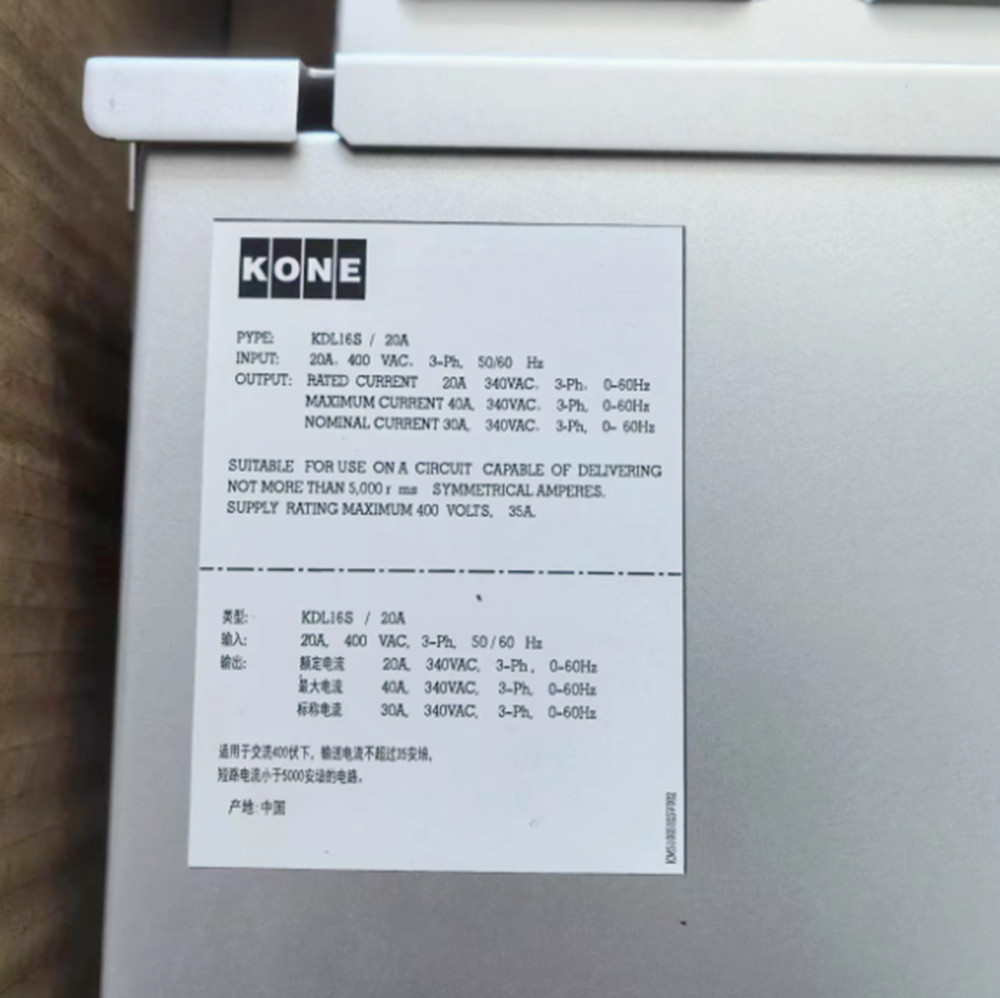 KONE
PYPE: KDL16S / 20A
INPUT: 20A. 400 VAC. 3-Ph, 50/60 Hz
OUTPUT: RATED CURRENT 20A 340VAC. 3-Ph. 0-60Hz
MAXIMUM CURRENT 40A, 340VAC. 3-Ph, 0-60Hz
NOMINAL CURRENT 30A, 340VAC. 3-Ph, 0- 60Hz
SUITABLE FOR USE ON A CIRCUIT CAPABLE OF DELIVERING
NOT MORE THAN 5,000 r ms SYMMETRICAL AMPERES.
SUPPLY RATING MAXIMUM 400 VOLTS, 35A.
类型: KDL16S / 20A
输入: 20A, 400 VAC, 3-Ph, 50/60 Hz
输出: 额定电流 20A, 340VAC, 3-Ph, 0-60Hz
最大电流 40A, 340VAC, 3-Ph, 0-60Hz
标称电流 30A, 340VAC, 3-Ph, 0-60Hz
适用于交流400伏下，输送电流不超过35安培，
短路电流小于5000安培的电路。
产地:中国